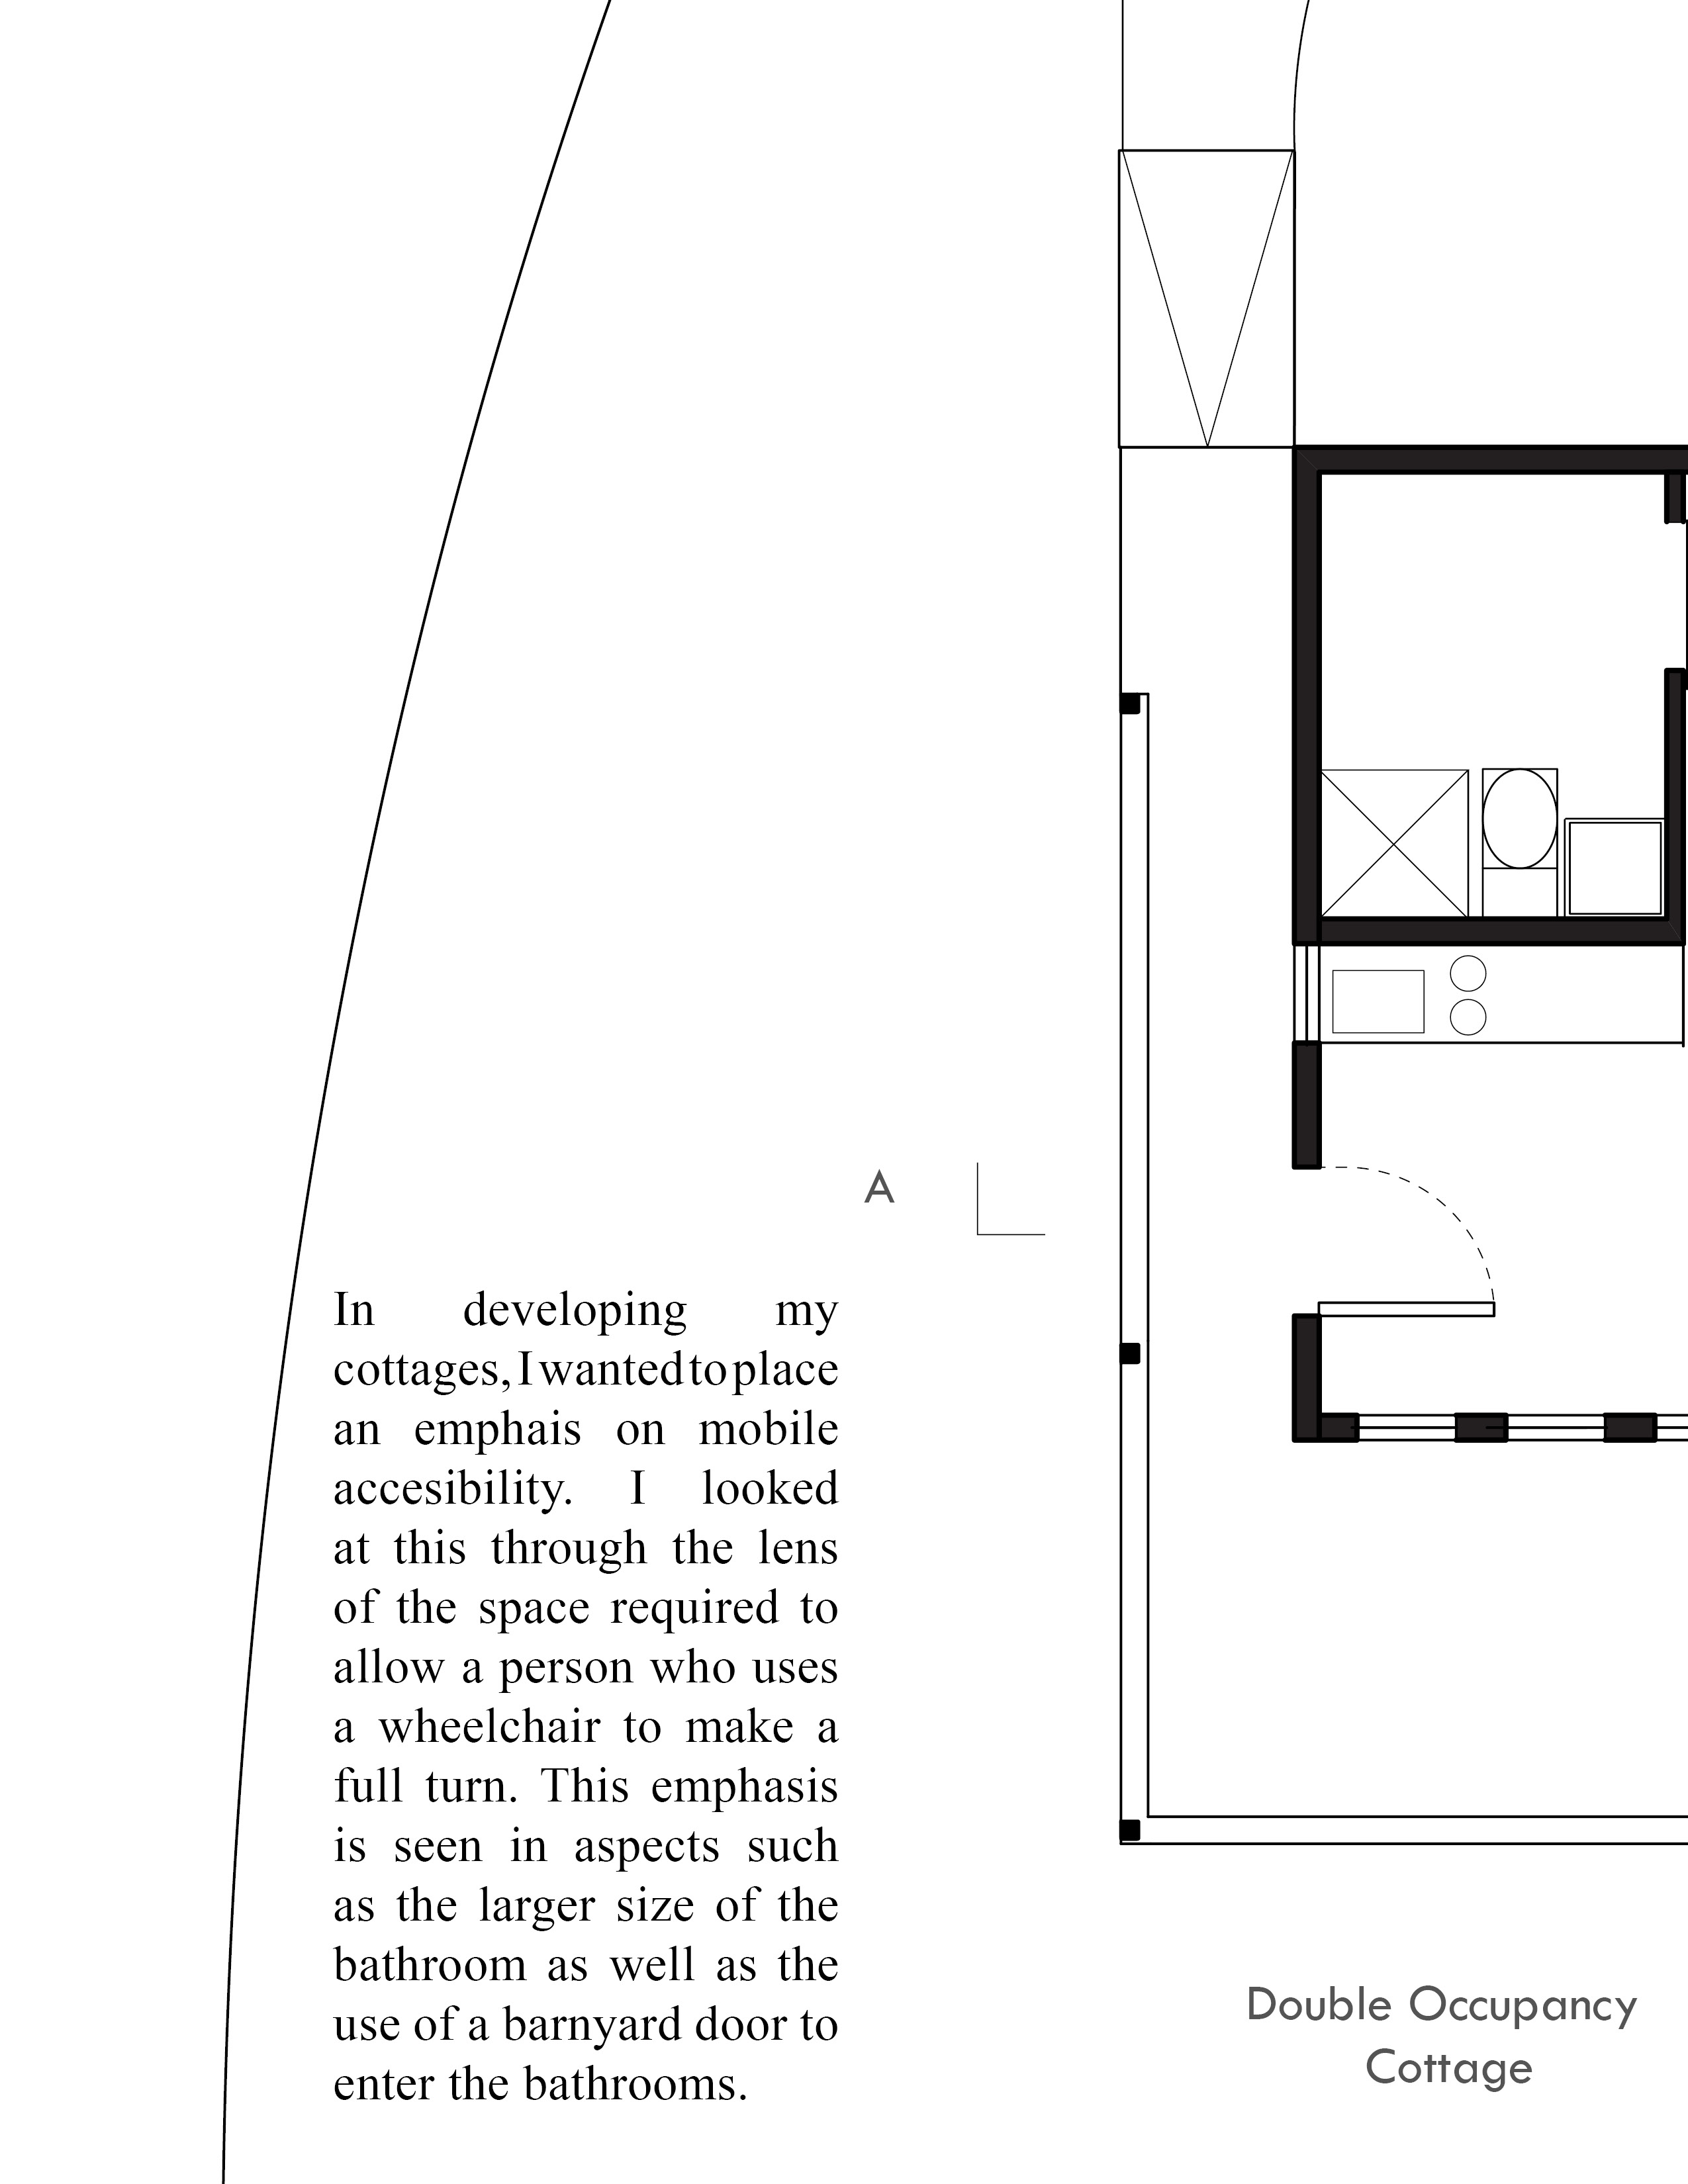 A
In developing my
cottages, I wanted to place
an emphais on mobile
accesibility. I looked
at this through the lens
of the space required to
allow a person who uses
a wheelchair to make a
full turn. This emphasis
is seen in aspects such
as the larger size of the
bathroom as well as the
use of a barnyard door to
enter the bathrooms.
Double Occupancy
Cottage